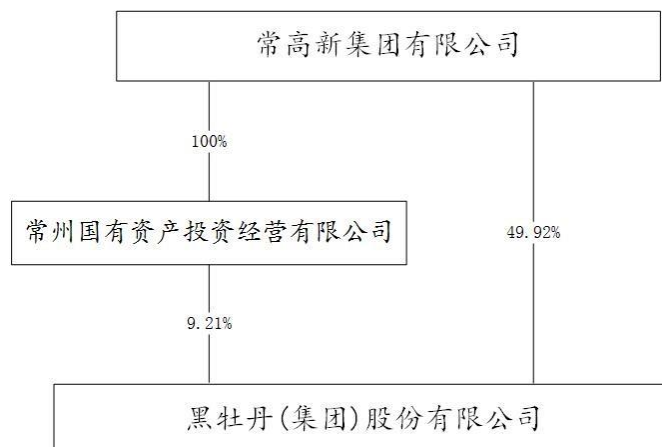 常高新集团有限公司
100%
常州国有资产投资经营有限公司
49.92%
9.21%
黑牡丹(集团)股份有限公司